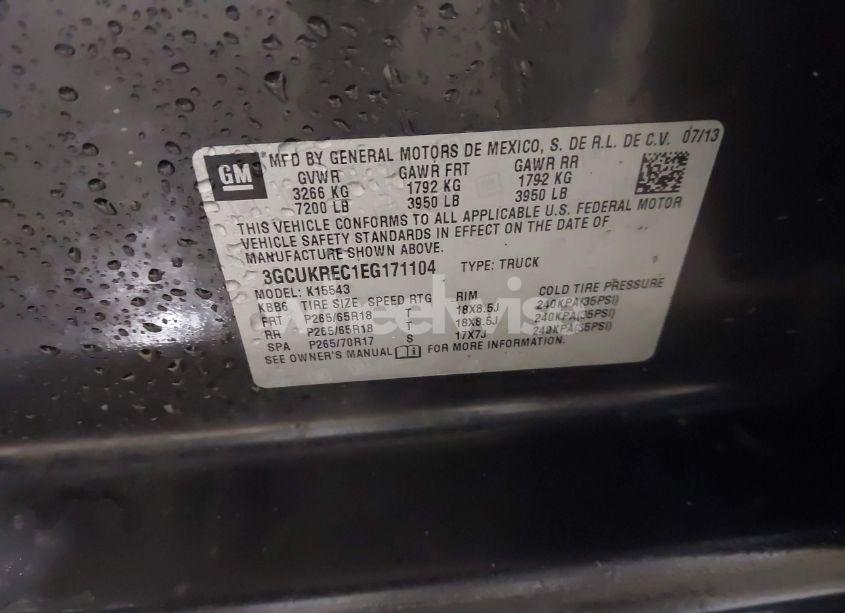 GM
MFD BY GENERAL MOTORS DE MEXICO, S. DE R.L. DE C.V. 07/13
GVWR GAWR FRT GAWR RR
3266 KG 1792 KG 1792 KG
7200 LB 3950 LB 3950 LB
THIS VEHICLE CONFORMS TO ALL APPLICABLE U.S. FEDERAL MOTOR
VEHICLE SAFETY STANDARDS IN EFFECT ON THE DATE OF
MANUFACTURE SHOWN ABOVE.
3GCUKREC1EG171104 TYPE: TRUCK
MODEL: K15543
KBB6 TIRE SIZE SPEED RTG RIM COLD TIRE PRESSURE
FRT P265/65R18 T 18X8.5J 240KPA(35PSI)
RR P265/65R18 T 18X8.5J 240KPA(35PSI)
SPA P265/70R17 S 17X7J 240KPA(35PSI)
SEE OWNER'S MANUAL FOR MORE INFORMATION.